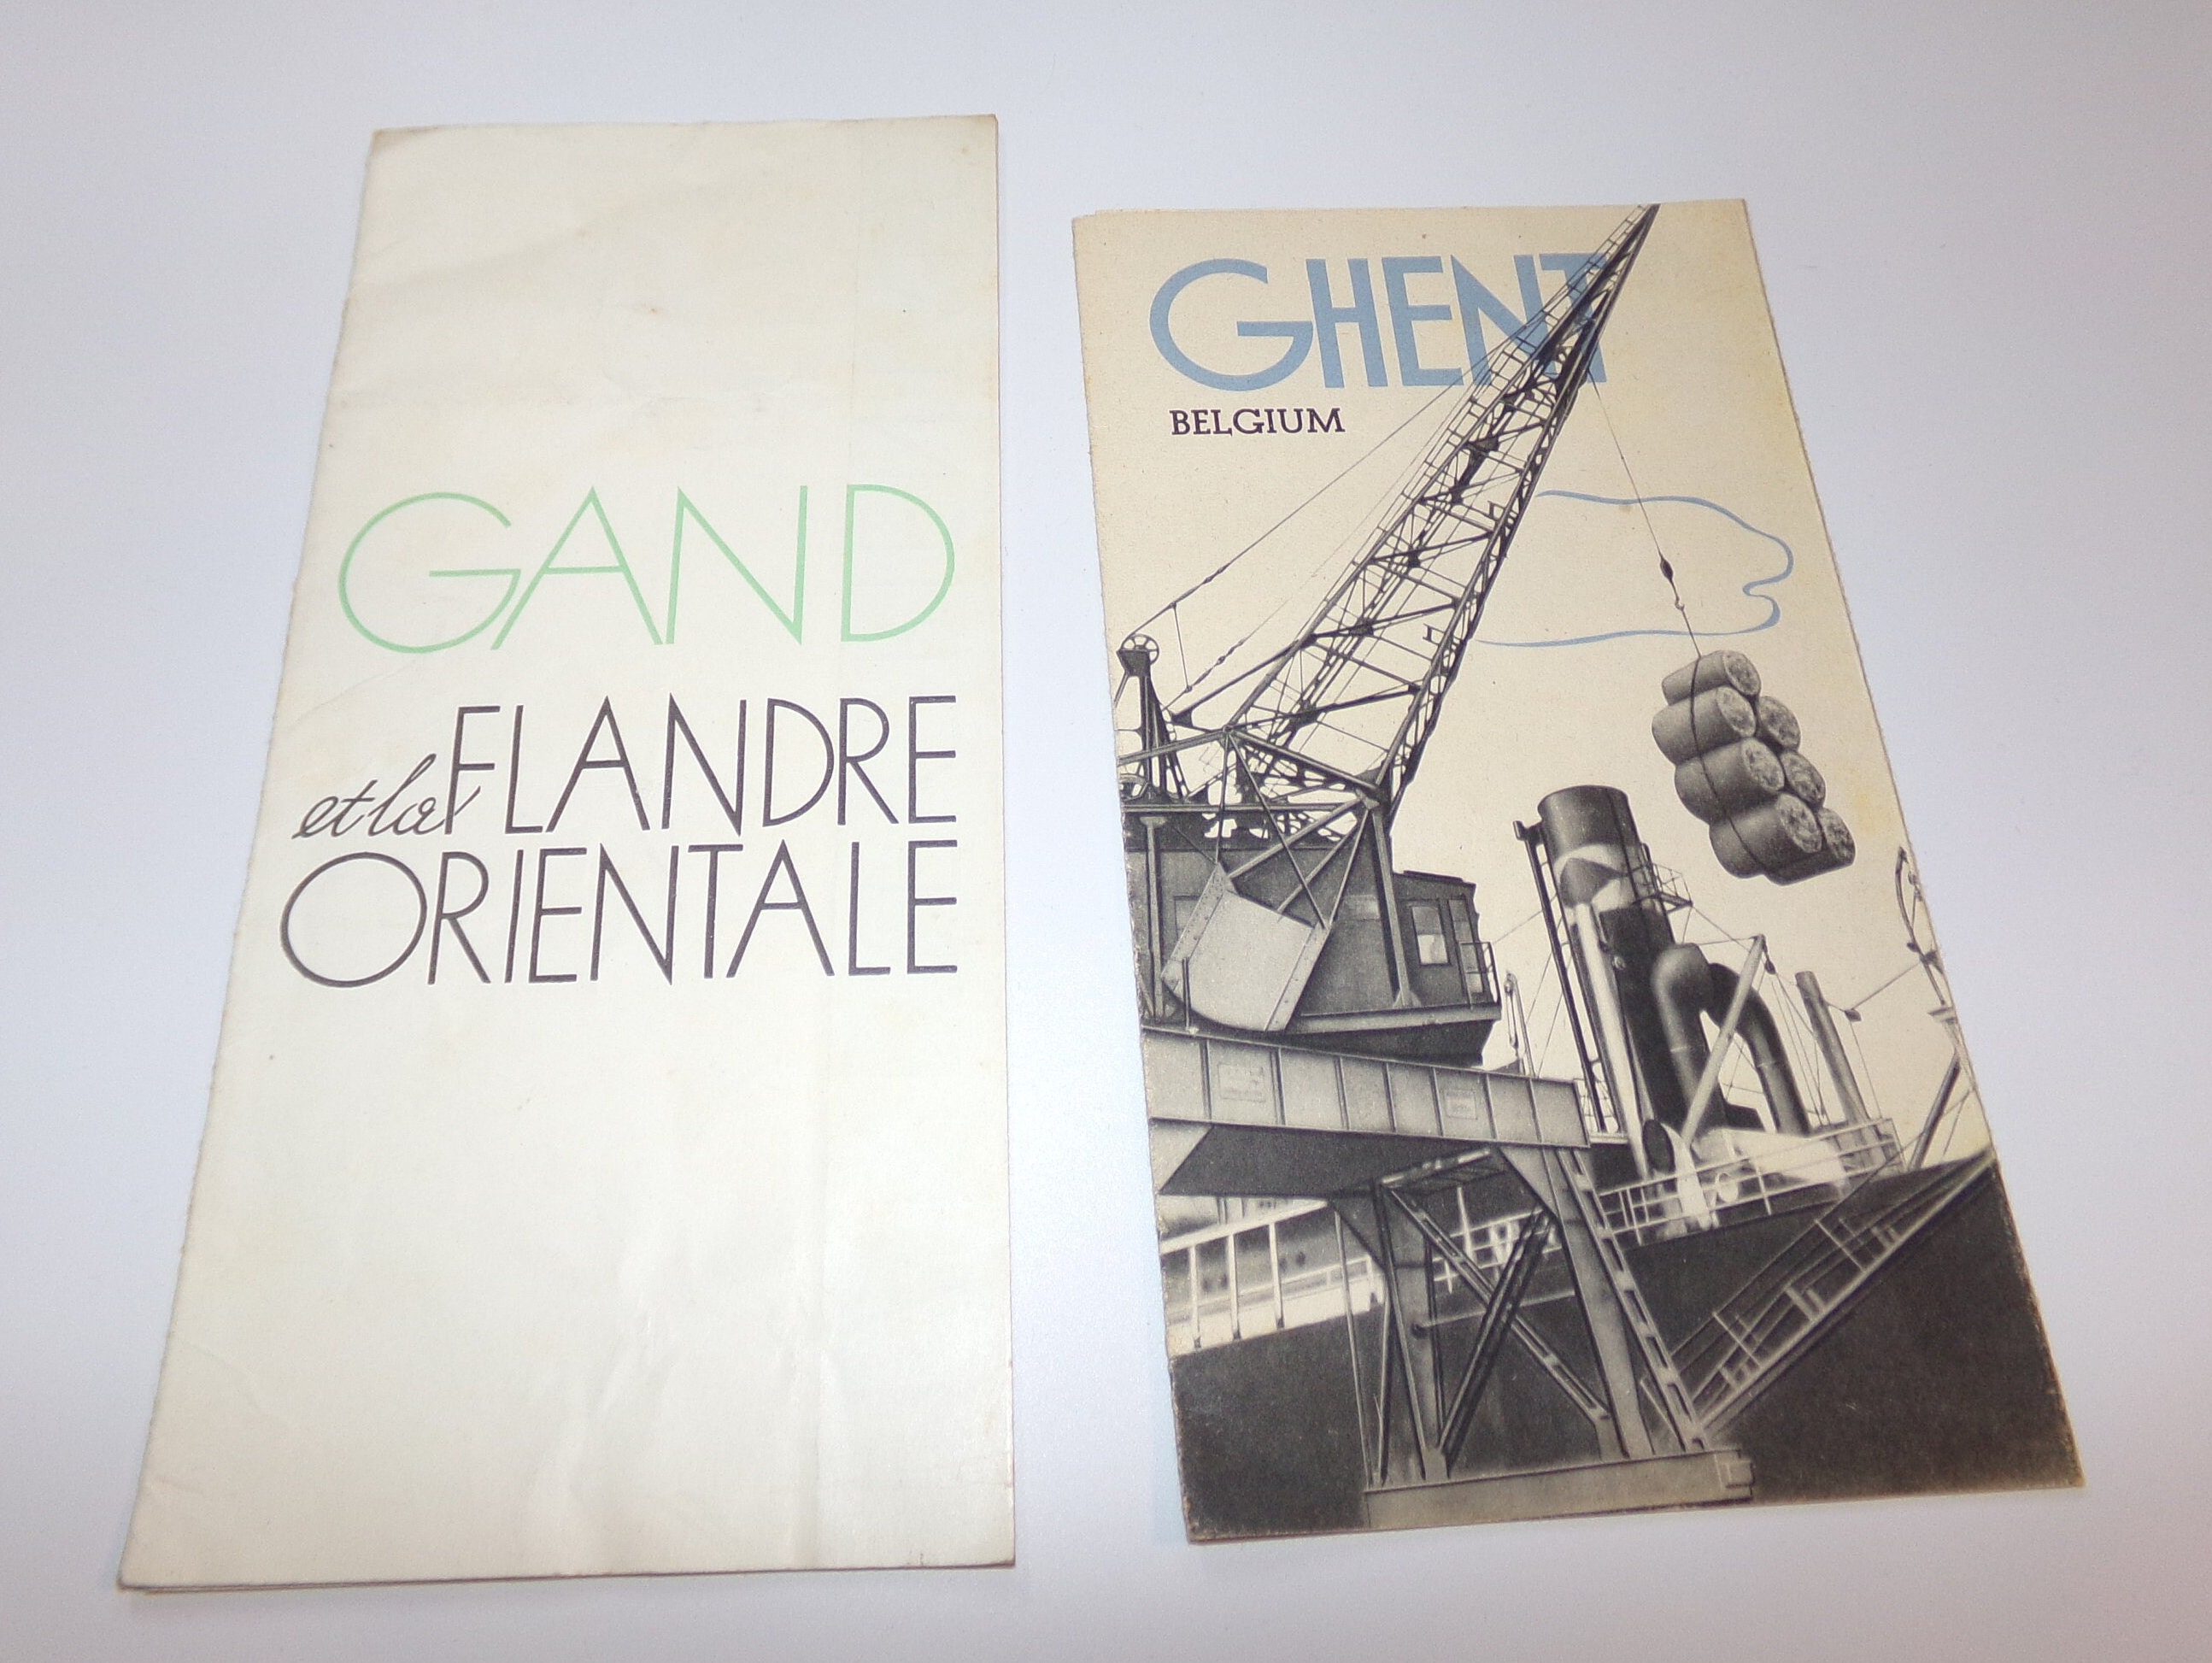 GAND
et la FLANDRE
ORIENTALE
GHENT
BELGIUM